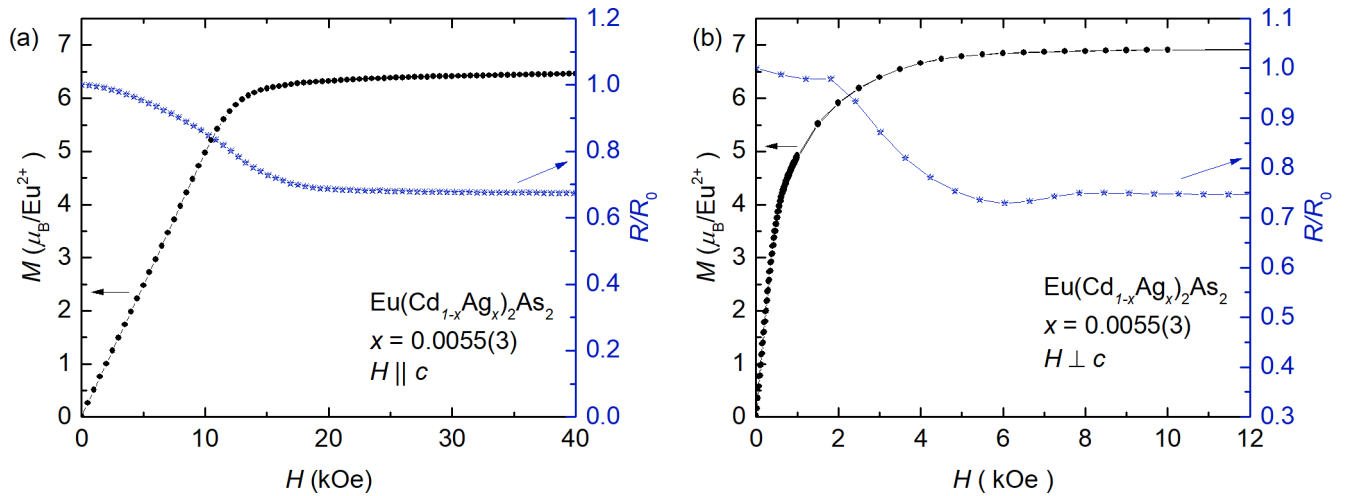 (a)
7
6
5
4
3
2
1
0
M (μB/Eu2+)
1.2
1.0
0.8
0.6
0.4
0.2
0.0
R/R0
Eu(Cd1-xAgx)2As2
x = 0.0055(3)
H || c
0 10 20 30 40
H (kOe)
(b)
7
6
5
4
3
2
1
0
M (μB/Eu2+)
1.1
1.0
0.9
0.8
0.7
0.6
0.5
0.4
0.3
R/R0
Eu(Cd1-xAgx)2As2
x = 0.0055(3)
H ⊥ c
0 2 4 6 8 10 12
H ( kOe)